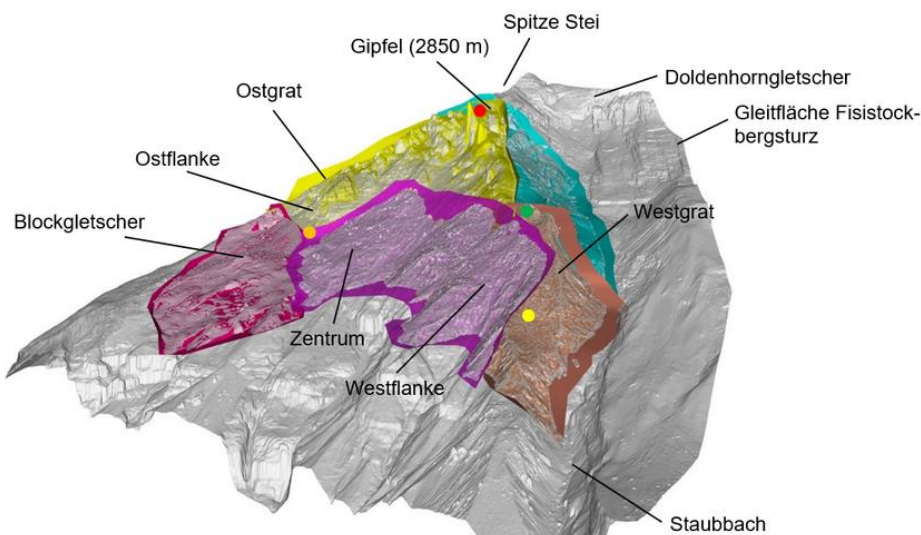 Spitze Stei
Gipfel (2850 m)
Doldenhorngletscher
Ostgrat
Gleitfläche Fisistock-
bergsturz
Ostflanke
Blockgletscher
Westgrat
Zentrum
Westflanke
Staubbach